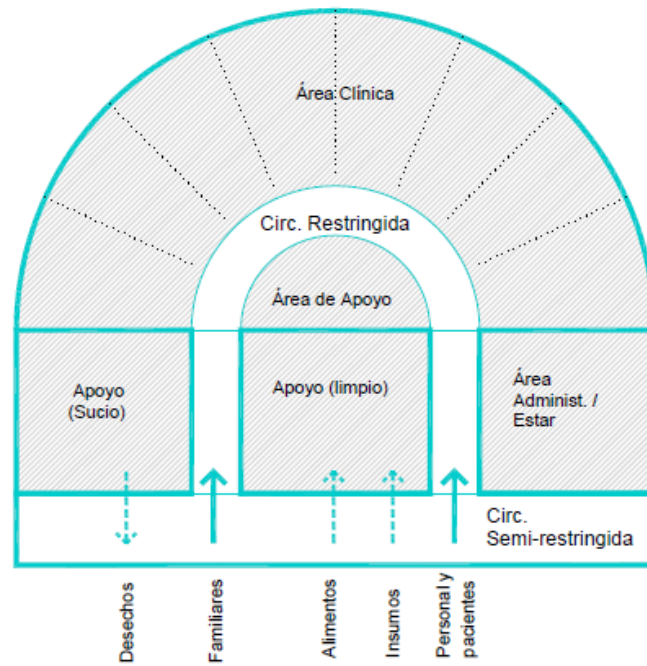 Área Clínica
Circ. Restringida
Área de Apoyo
Apoyo
(Sucio)
Apoyo (limpio)
Área
Administ. /
Estar
Circ.
Semi-restringida
Desechos
Familiares
Alimentos
Insumos
Personal y
pacientes